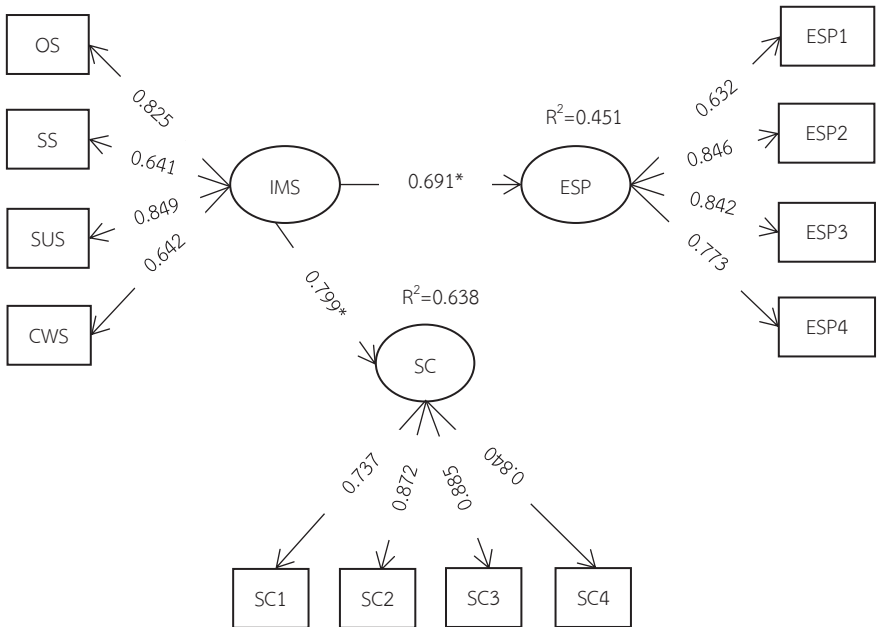 OS
0.825
SS
0.641
SUS
0.849
CWS
0.642
IMS
0.691*
0.799*
R²=0.451
ESP
0.632
ESP1
0.846
ESP2
0.842
ESP3
0.773
ESP4
R²=0.638
SC
0.737
0.872
0.885
0.840
SC1
SC2
SC3
SC4